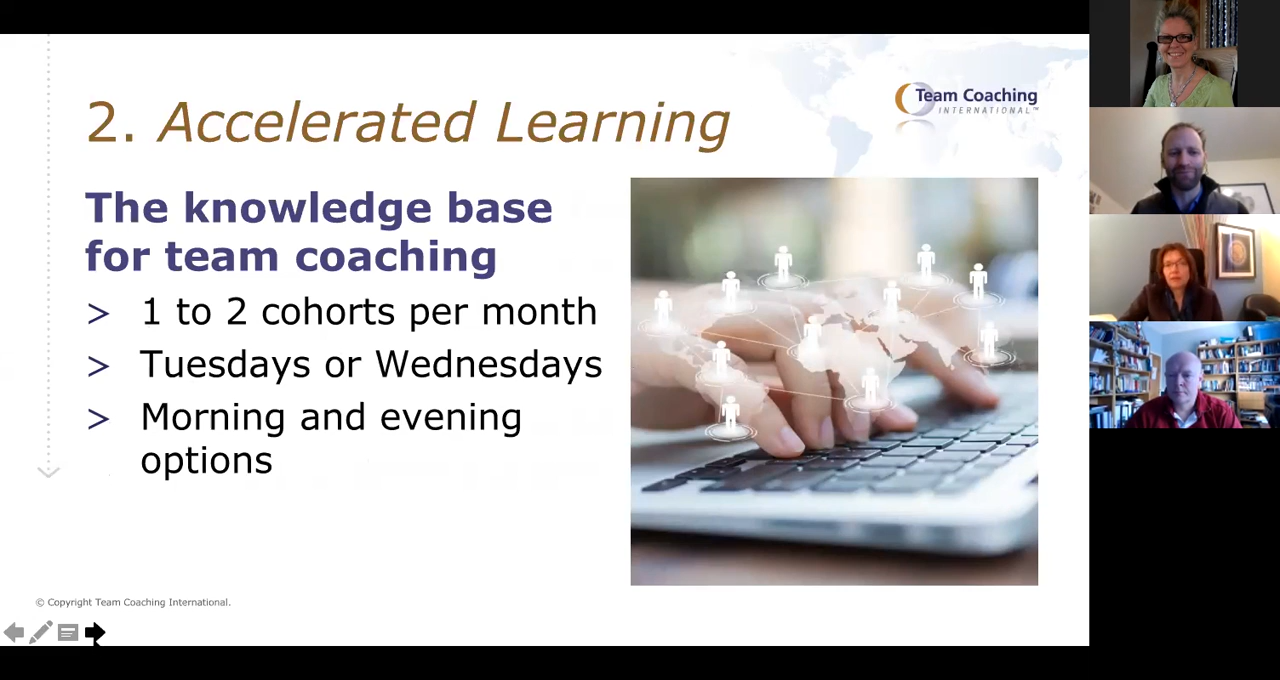 2. Accelerated Learning
Team Coaching
INTERNATIONAL™
The knowledge base
for team coaching
> 1 to 2 cohorts per month
> Tuesdays or Wednesdays
> Morning and evening
options
© Copyright Team Coaching International.